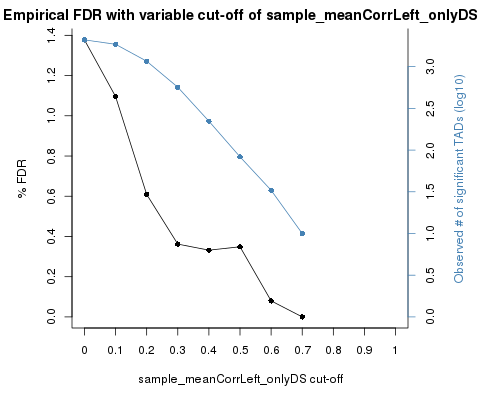 Empirical FDR with variable cut-off of sample_meanCorrLeft_onlyDS
% FDR
0.0 0.2 0.4 0.6 0.8 1.0 1.2 1.4
0 0.1 0.2 0.3 0.4 0.5 0.6 0.7 0.8 0.9 1
sample_meanCorrLeft_onlyDS cut-off
0.0 0.5 1.0 1.5 2.0 2.5 3.0
Observed # of significant TADs (log10)